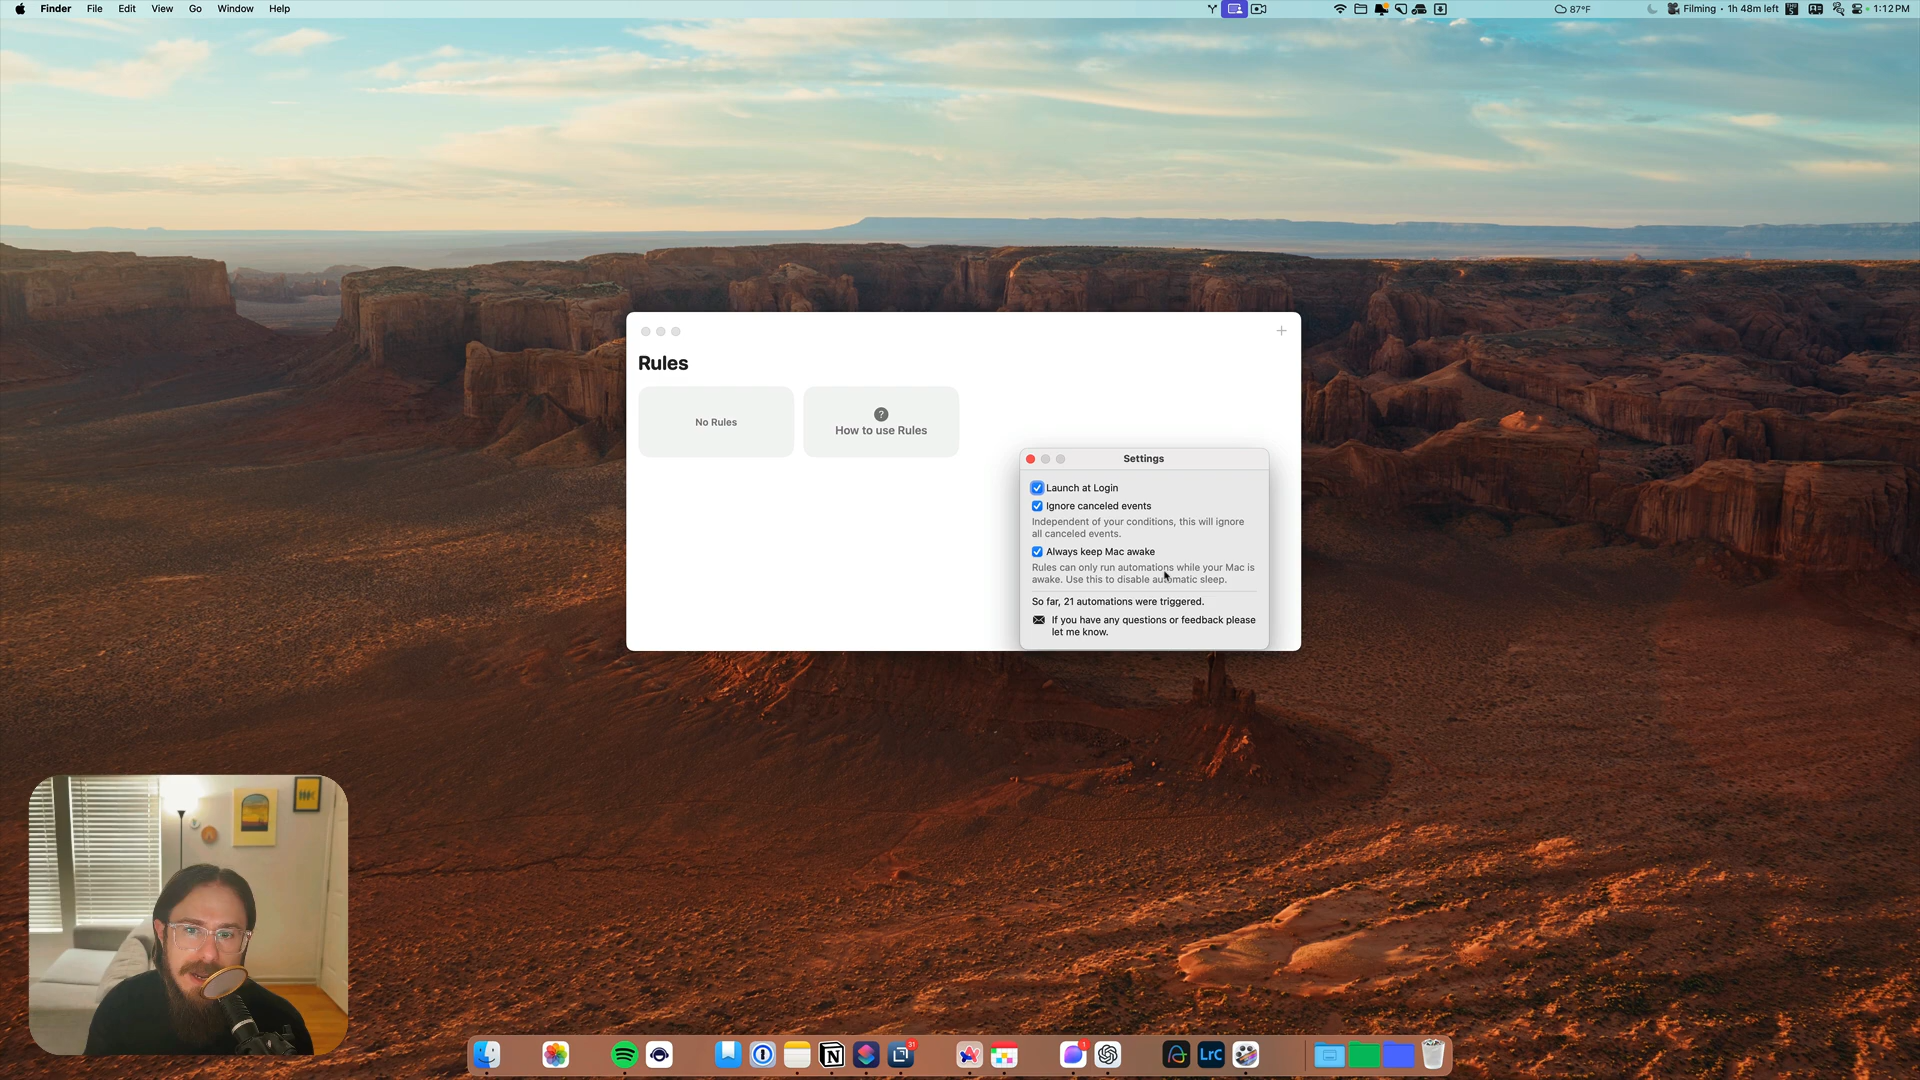 Finder File Edit View Go Window Help
87°F
Filming · 1h 48m left
1:12 PM
Rules
No Rules
?
How to use Rules
Settings
Launch at Login
Ignore canceled events
Independent of your conditions, this will ignore
all canceled events.
Always keep Mac awake
Rules can only run automations while your Mac is
awake. Use this to disable automatic sleep.
So far, 21 automations were triggered.
If you have any questions or feedback please
let me know.
31
1
LrC